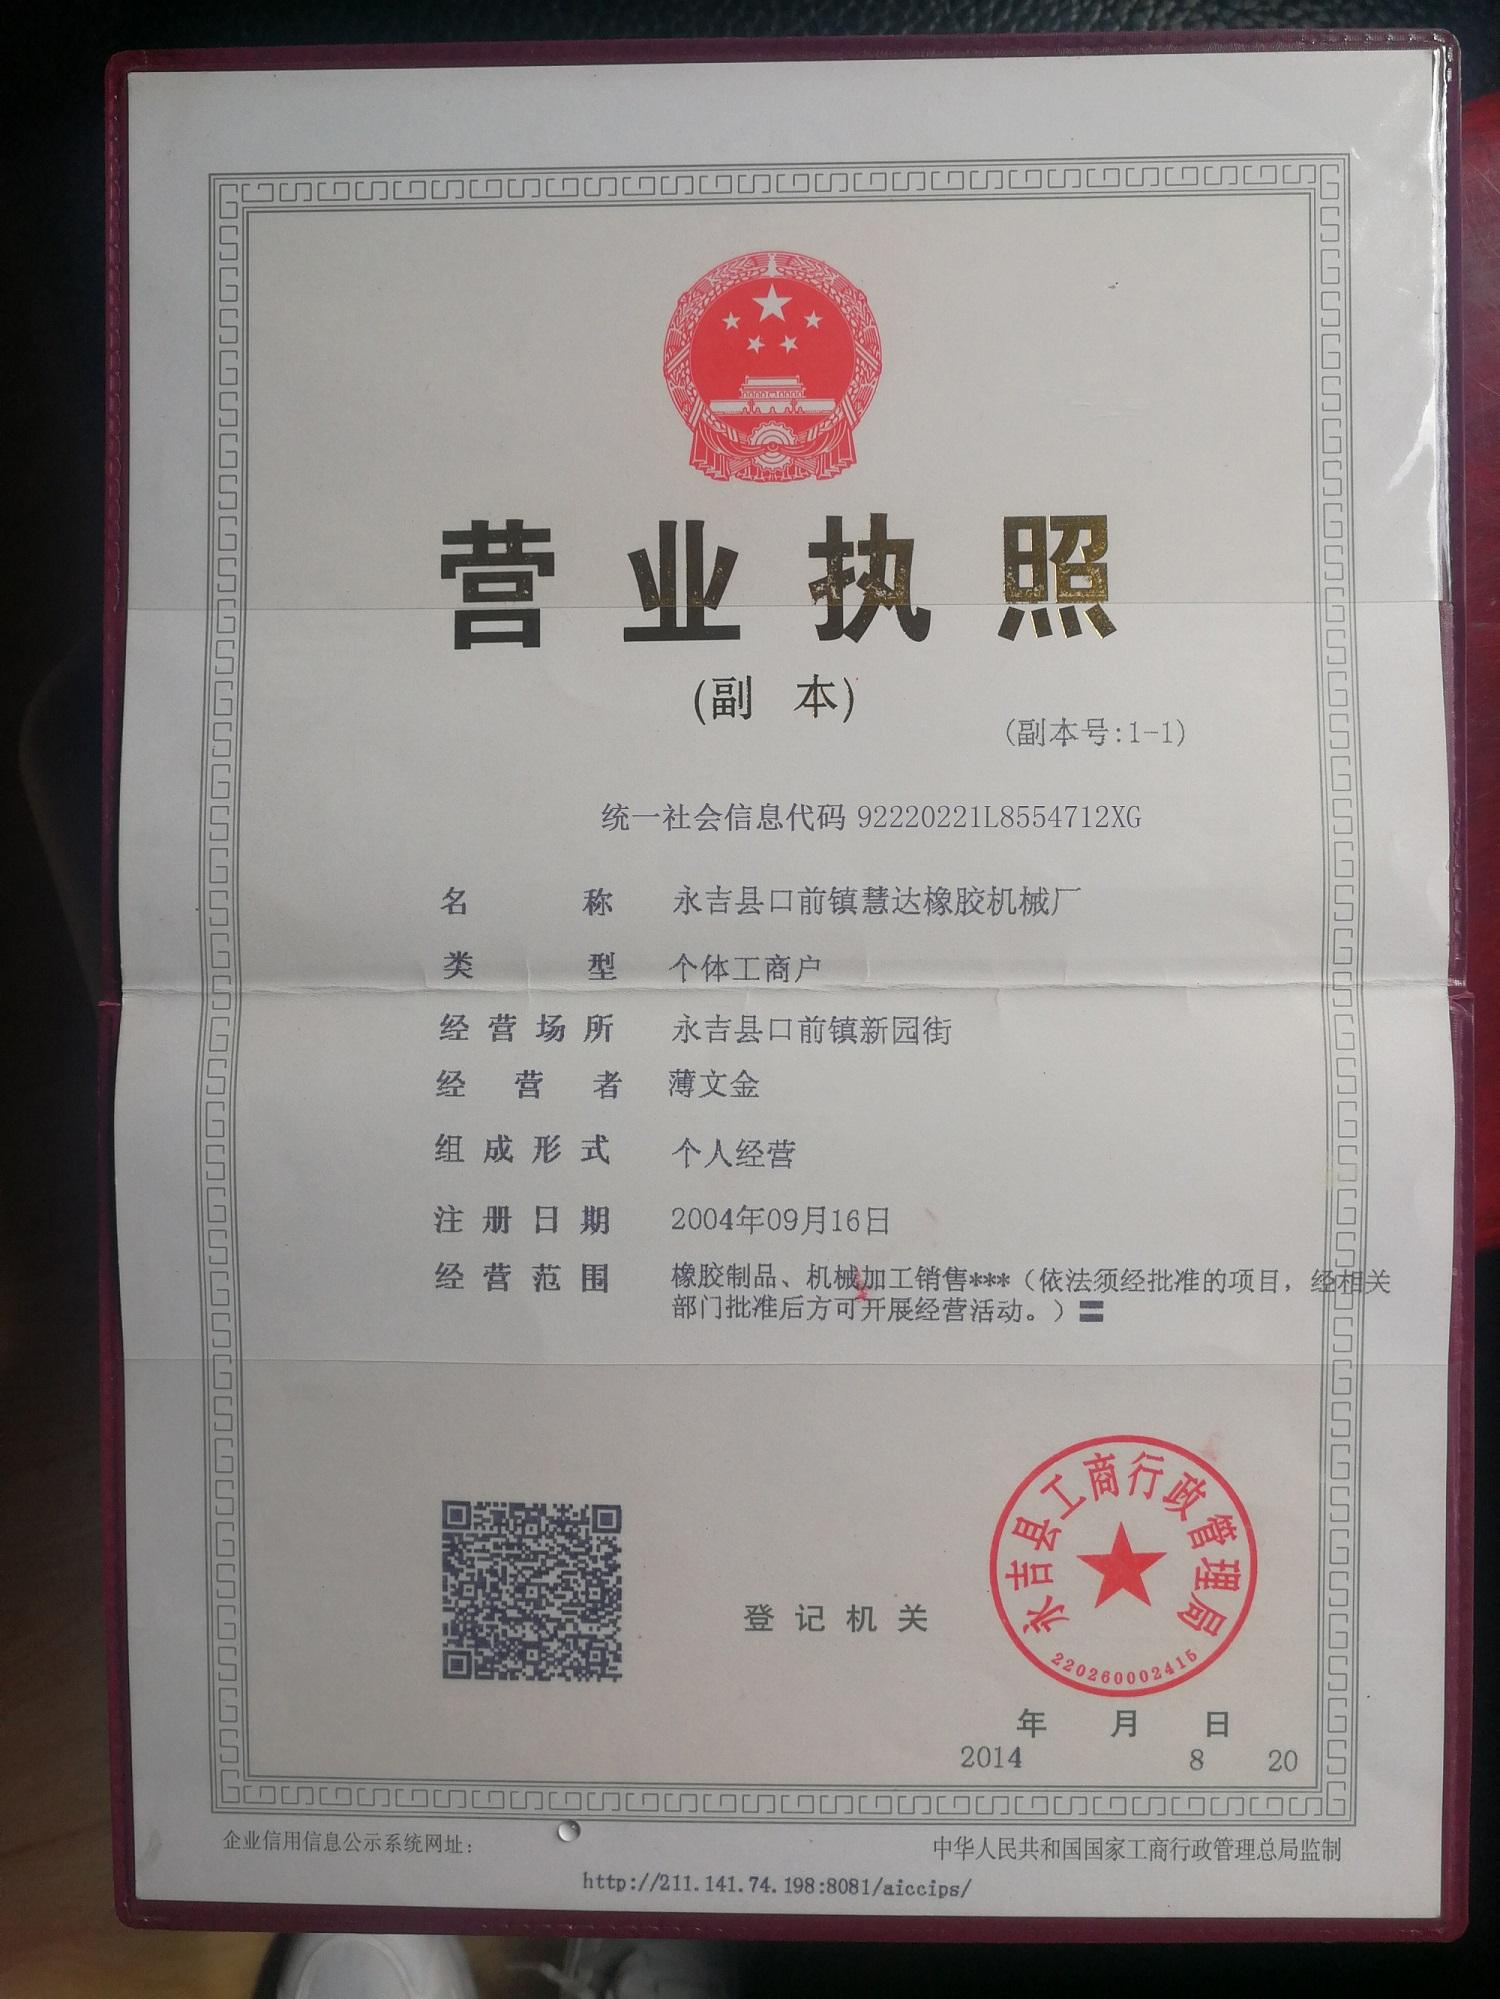 营业执照
(副 本)
(副本号:1-1)
统一社会信息代码 92220221L8554712XG
名 称 永吉县口前镇慧达橡胶机械厂
类 型 个体工商户
经营场所 永吉县口前镇新园街
经 营 者 薄文金
组成形式 个人经营
注册日期 2004年09月16日
经营范围 橡胶制品、机械加工销售***（依法须经批准的项目，经相关
部门批准后方可开展经营活动。）〓
永吉县工商行政管理局
220260002415
登记机关
年 月 日
2014 8 20
企业信用信息公示系统网址：
中华人民共和国国家工商行政管理总局监制
http://211.141.74.198:8081/aiccips/